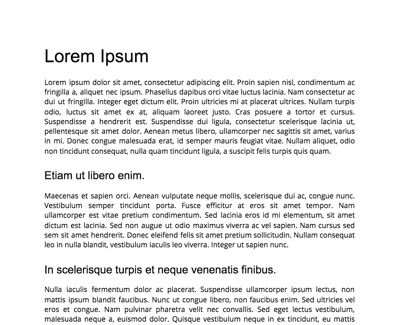 Lorem Ipsum
Lorem ipsum dolor sit amet, consectetur adipiscing elit. Proin sapien nisl, condimentum ac
fringilla a, aliquet nec ipsum. Phasellus dapibus orci vitae luctus lacinia. Nam consectetur ac
dui ut fringilla. Integer eget dictum elit. Proin ultricies mi at placerat ultrices. Nullam turpis
odio, luctus sit amet ex at, aliquam laoreet justo. Cras posuere a tortor et cursus.
Suspendisse a hendrerit est. Suspendisse dui ligula, consectetur scelerisque lacinia ut,
pellentesque sit amet dolor. Aenean metus libero, ullamcorper nec sagittis sit amet, varius
in mi. Donec congue malesuada erat, id semper mauris feugiat vitae. Nullam aliquet, odio
non tincidunt consequat, nulla quam tincidunt ligula, a suscipit felis turpis quis quam.
Etiam ut libero enim.
Maecenas et sapien orci. Aenean vulputate neque mollis, scelerisque dui ac, congue nunc.
Vestibulum semper tincidunt porta. Fusce efficitur at eros sit amet tempor. Nam
ullamcorper est vitae pretium condimentum. Sed lacinia eros id mi elementum, sit amet
dictum est lacinia. Sed non augue ut odio maximus viverra ac vel sapien. Nam cursus sed
sem sit amet hendrerit. Donec eleifend felis sit amet pretium sollicitudin. Nullam consequat
leo in nulla blandit, vestibulum iaculis leo viverra. Integer ut sapien nunc.
In scelerisque turpis et neque venenatis finibus.
Nulla iaculis fermentum dolor ac placerat. Suspendisse ullamcorper ipsum lectus, non
mattis ipsum blandit faucibus. Nunc ut congue libero, non faucibus enim. Sed ultricies vel
eros et congue. Nam pulvinar pharetra velit nec convallis. Sed eget ex tincidunt libero
lobortis gravida eget et lectus. Quisque vestibulum tincidunt imperdiet. Vestibulum
malesuada neque a, euismod dolor. Quisque vestibulum in condimentum, eu mattis